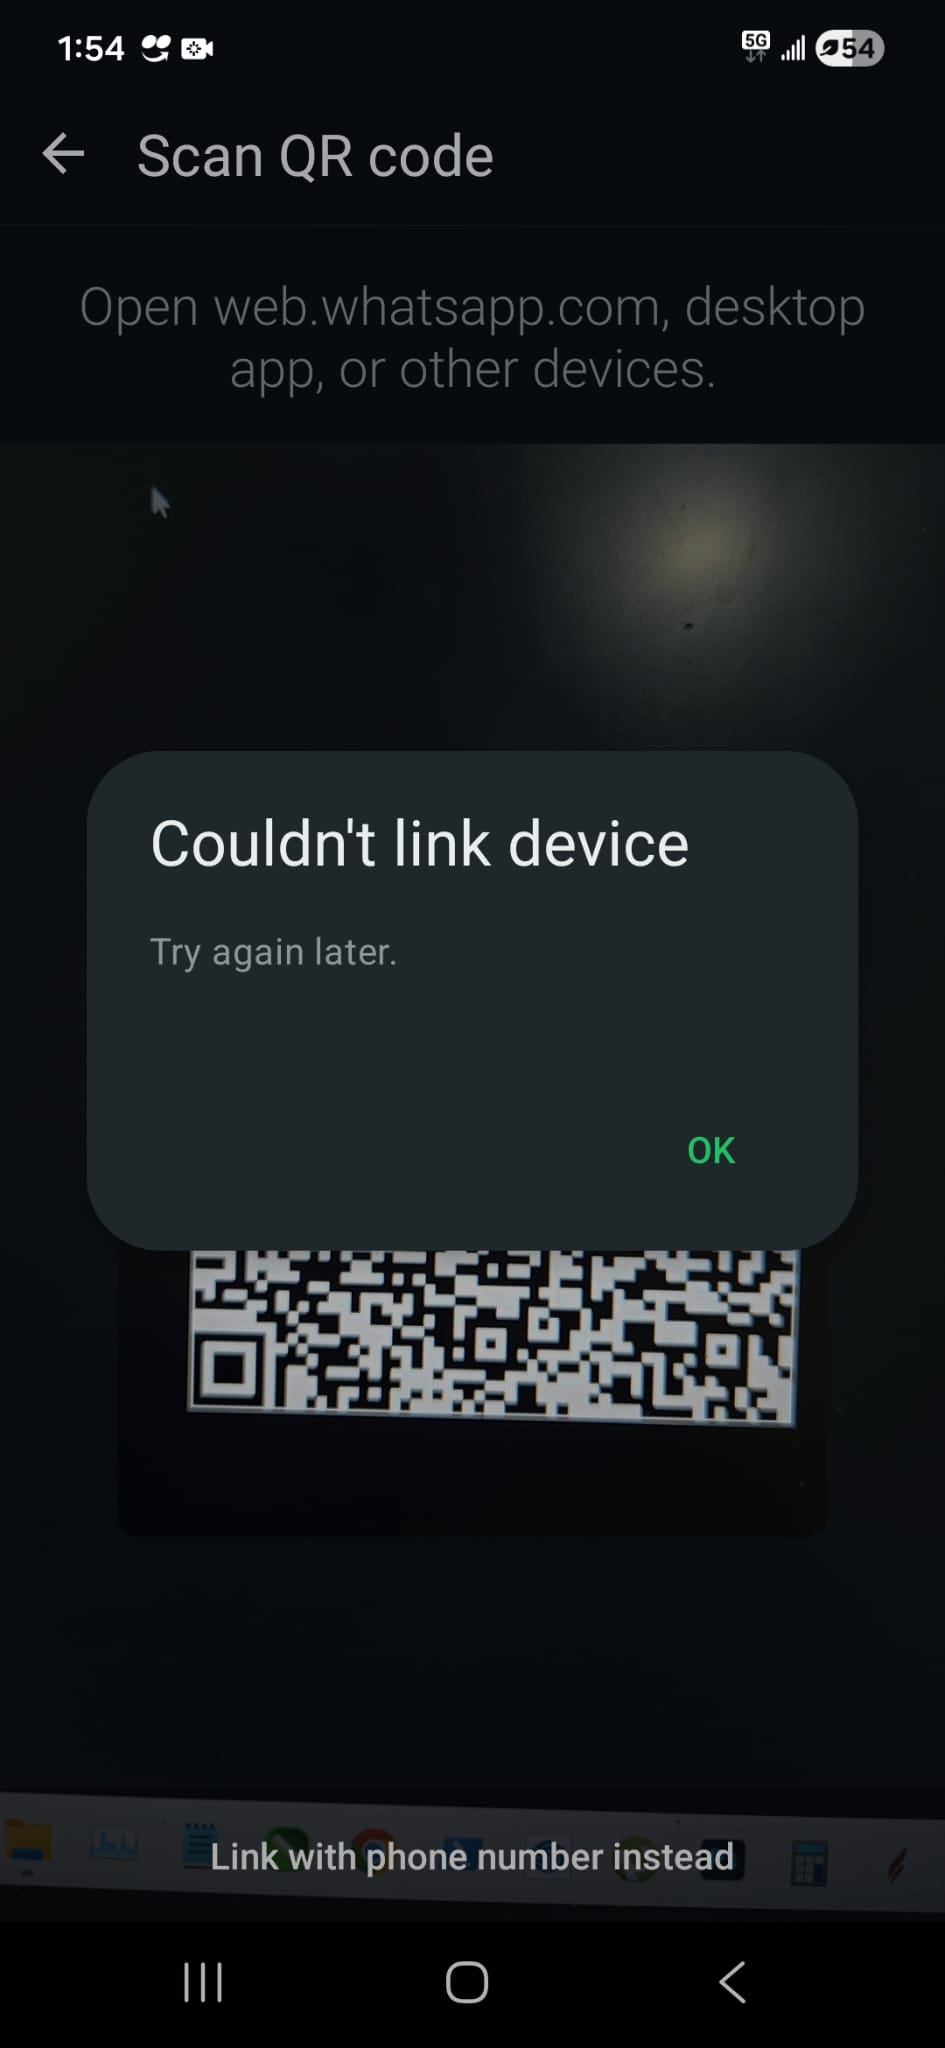 1:54
5G
54
Scan QR code
Open web.whatsapp.com, desktop
app, or other devices.
Couldn't link device
Try again later.
OK
Link with phone number instead